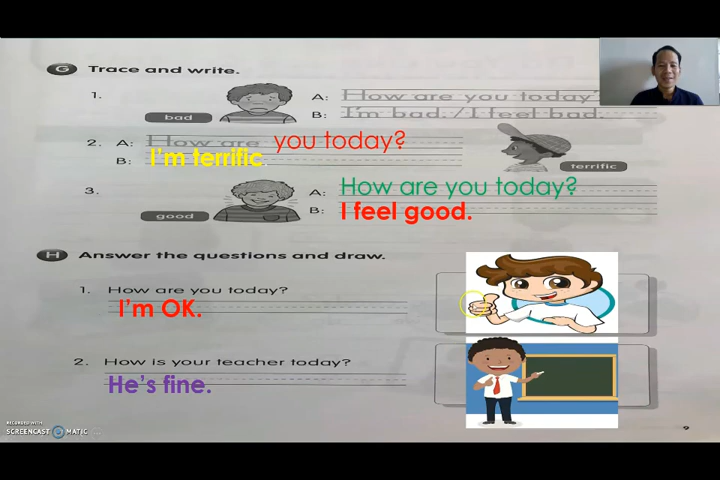 G Trace and write.
1.
bad
A: How are you today?
B: I'm bad. / I feel bad.
2. A: How are you today?
B: I'm terrific.
terrific
3.
good
A: How are you today?
B: I feel good.
H Answer the questions and draw.
1. How are you today?
I'm OK.
2. How is your teacher today?
He's fine.
RECORDED WITH
SCREENCAST MATIC